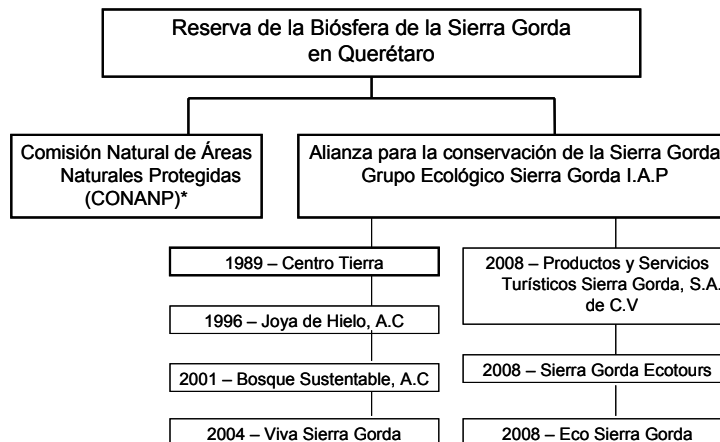 Reserva de la Biósfera de la Sierra Gorda
en Querétaro
Comisión Natural de Áreas
Naturales Protegidas
(CONANP)*
Alianza para la conservación de la Sierra Gorda
Grupo Ecológico Sierra Gorda I.A.P
1989 – Centro Tierra
1996 – Joya de Hielo, A.C
2001 – Bosque Sustentable, A.C
2004 – Viva Sierra Gorda
2008 – Productos y Servicios
Turísticos Sierra Gorda, S.A.
de C.V
2008 – Sierra Gorda Ecotours
2008 – Eco Sierra Gorda